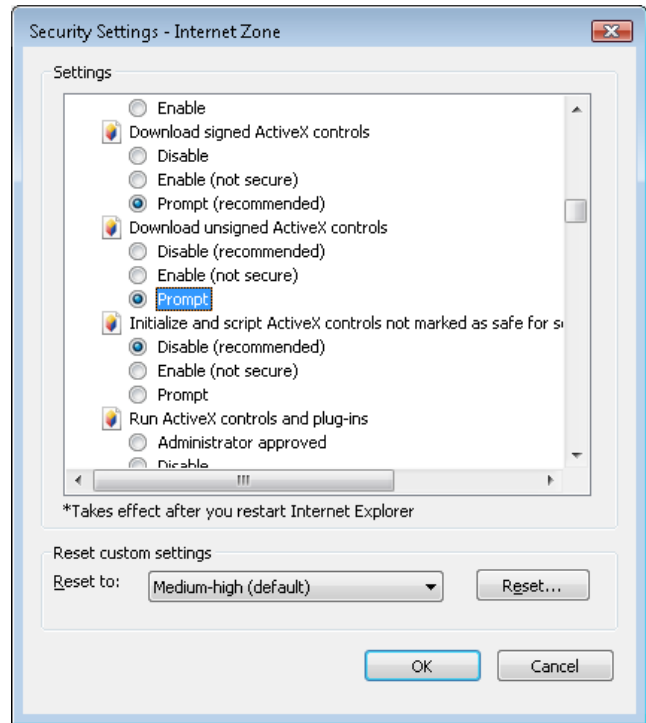 Security Settings - Internet Zone
Settings
Enable
Download signed ActiveX controls
Disable
Enable (not secure)
Prompt (recommended)
Download unsigned ActiveX controls
Disable (recommended)
Enable (not secure)
Prompt
Initialize and script ActiveX controls not marked as safe for s
Disable (recommended)
Enable (not secure)
Prompt
Run ActiveX controls and plug-ins
Administrator approved
Disable
*Takes effect after you restart Internet Explorer
Reset custom settings
Reset to: Medium-high (default) Reset...
OK Cancel